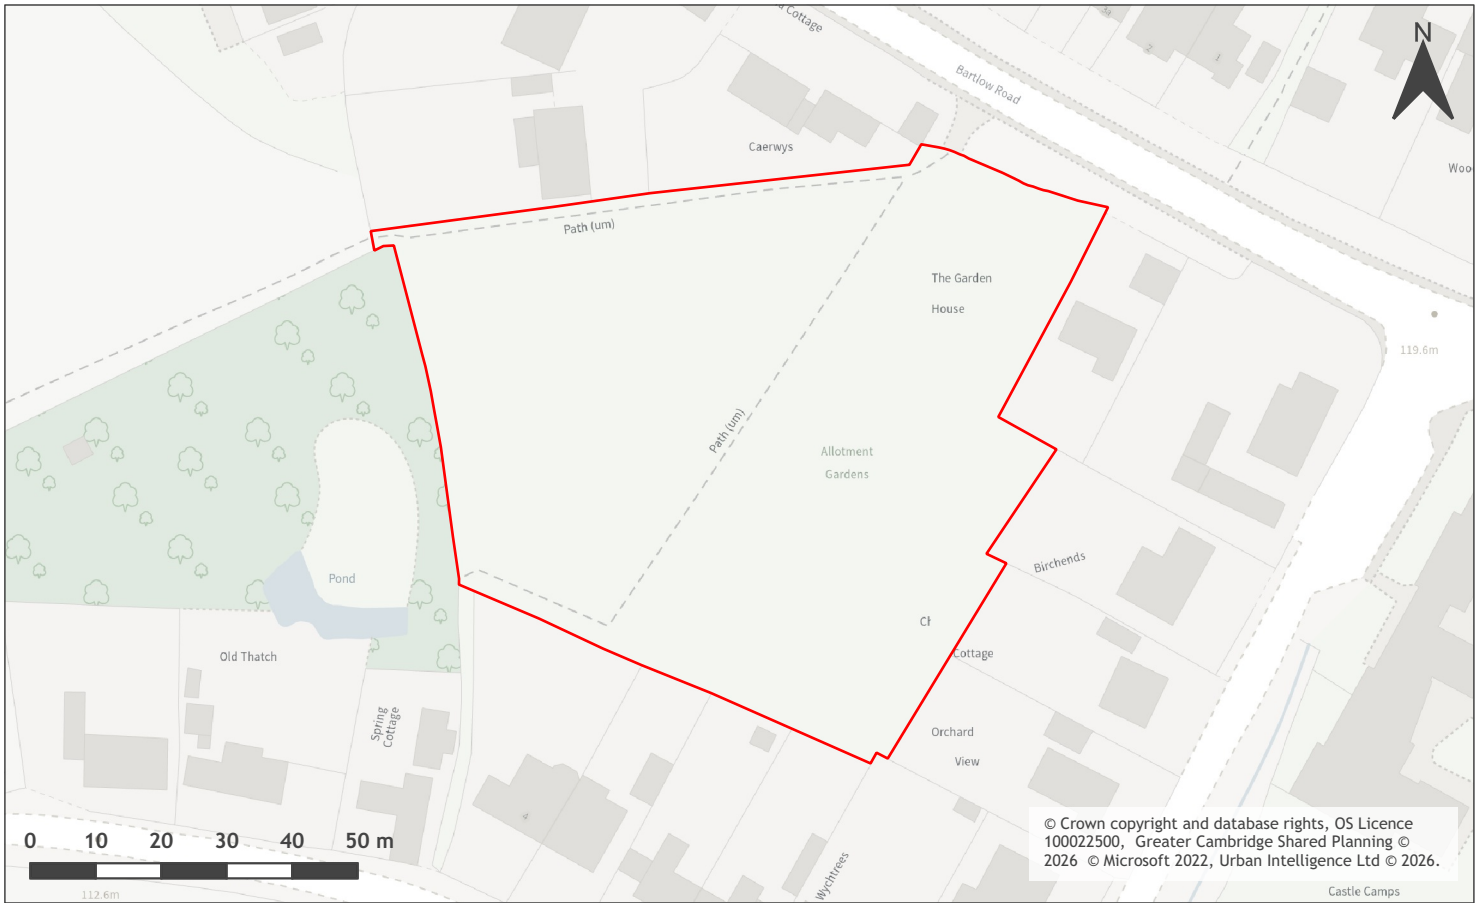 Cottage
Bartlow Road
N
Caerwys
Woo
Path (um)
The Garden
House
119.6m
Path (um)
Allotment
Gardens
Birchends
Pond
Cottage
Old Thatch
Spring
Cottage
Orchard
View
4
Wychtrees
0 10 20 30 40 50 m
112.6m
© Crown copyright and database rights, OS Licence
100022500, Greater Cambridge Shared Planning ©
2026 © Microsoft 2022, Urban Intelligence Ltd © 2026.
Castle Camps